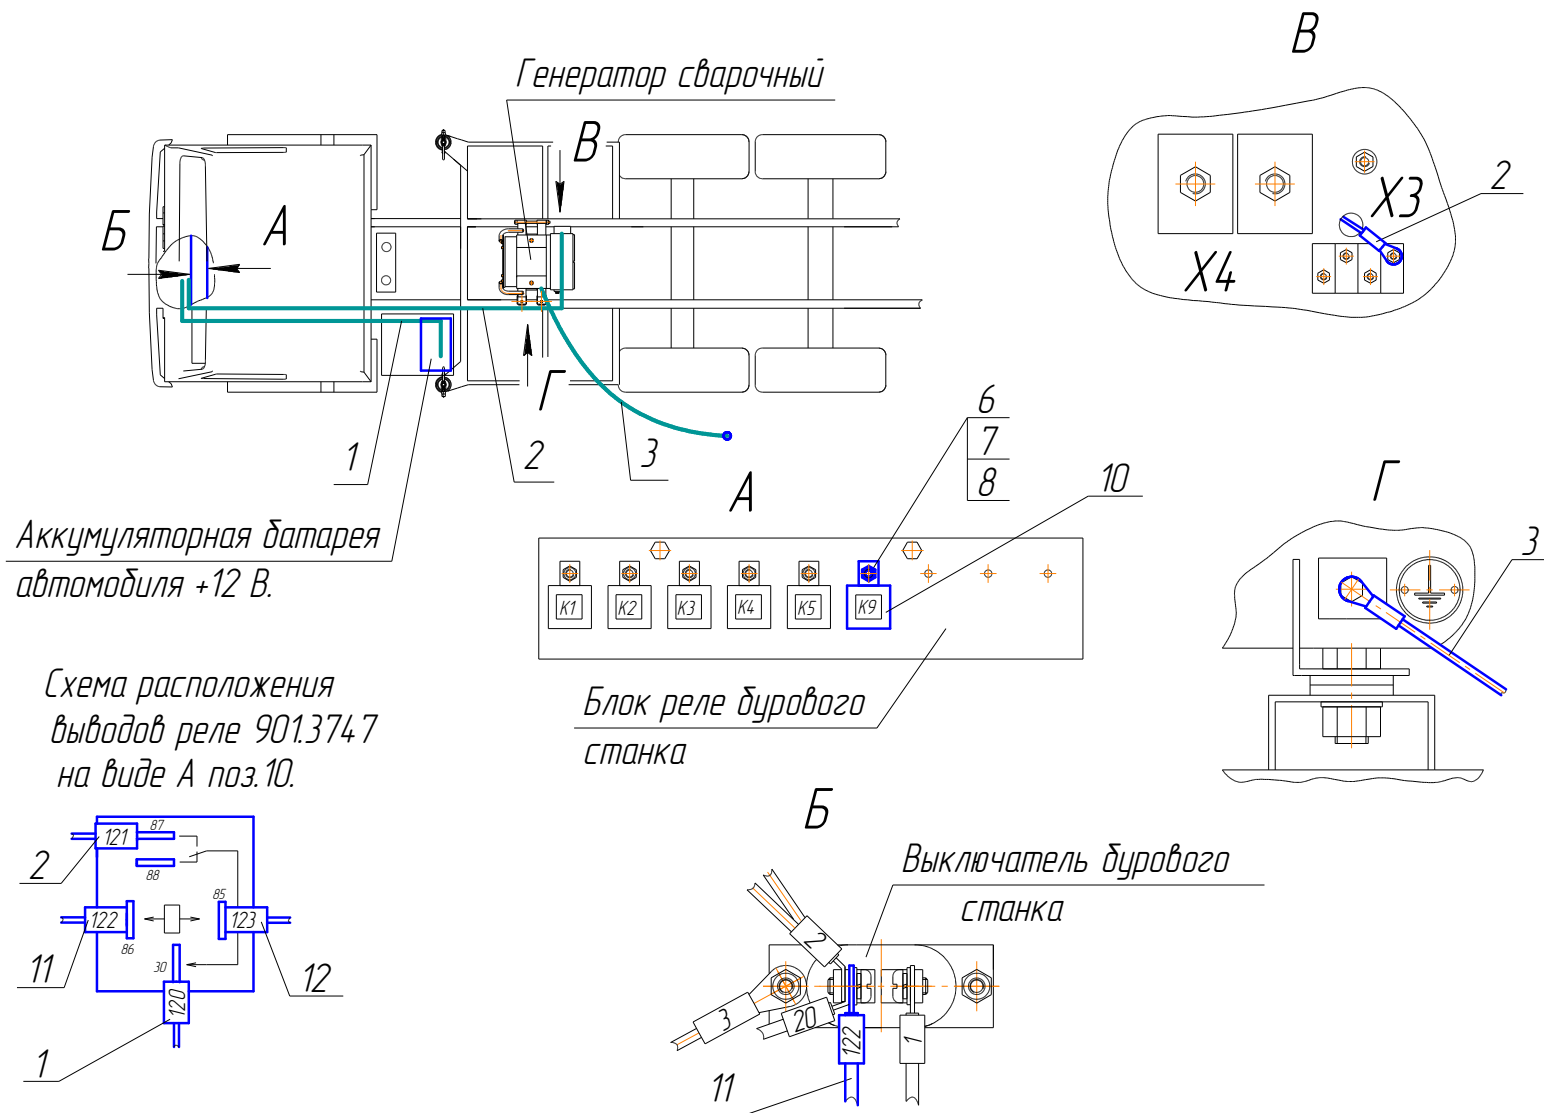 В
Генератор сварочный
В
Х3
2
Б
А
Х4
Г
1
2
3
6
7
8
10
А
Г
3
Аккумуляторная батарея
автомобиля +12 В.
К1
К2
К3
К4
К5
К9
Блок реле бурового
станка
Схема расположения
выводов реле 901.3747
на виде А поз.10.
Б
121
87
2
88
85
122
123
86
11
30
12
120
1
Выключатель бурового
станка
2
3
20
122
1
11